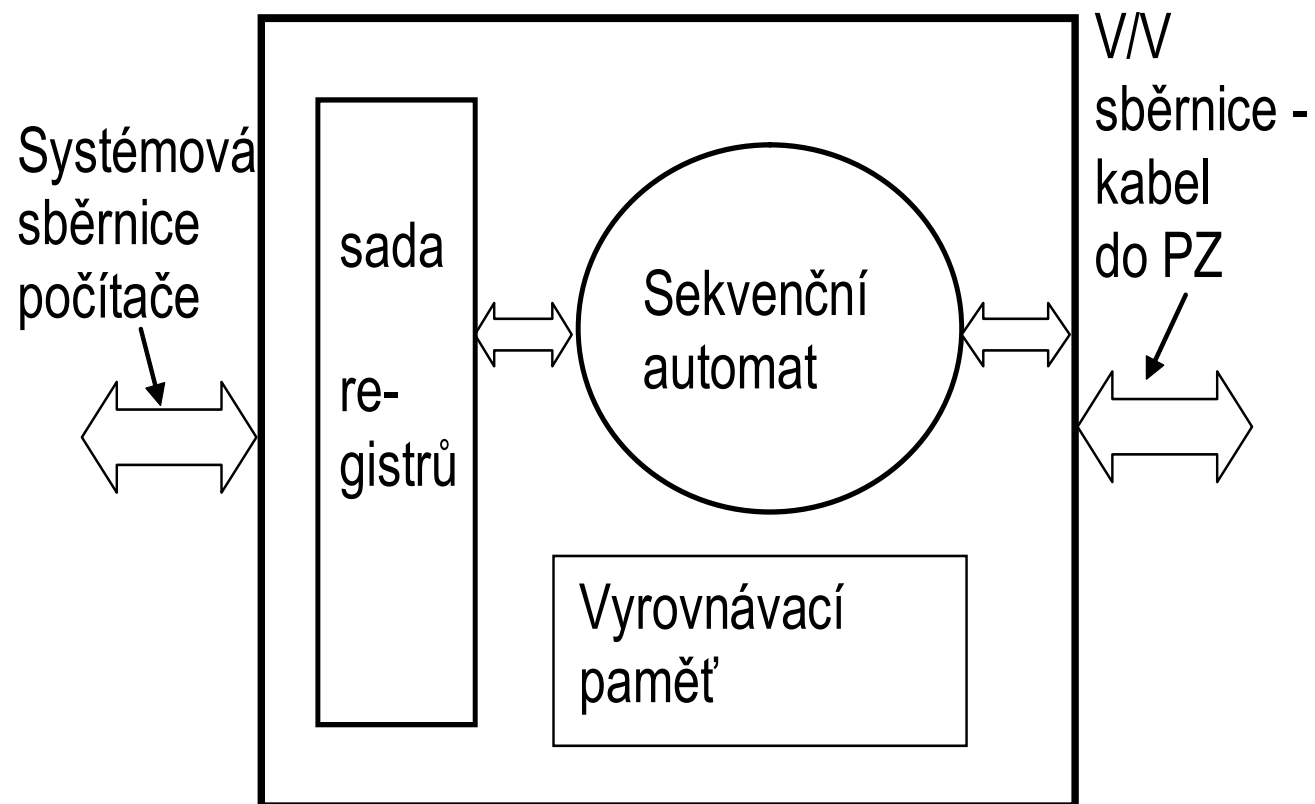 Systémová
sběrnice
počítače
sada
re-
gistrů
Sekvenční
automat
Vyrovnávací
paměť
V/V
sběrnice -
kabel
do PZ